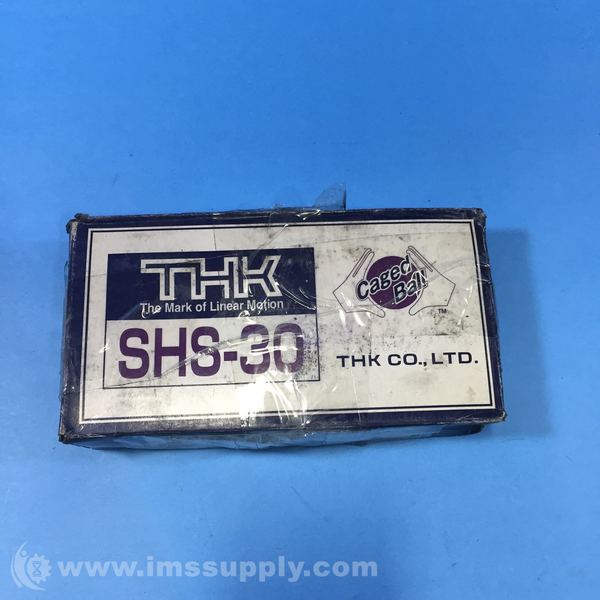 THK
The Mark of Linear Motion
SHS-30
Caged
Ball
TM
THK CO., LTD.
www.imssupply.com